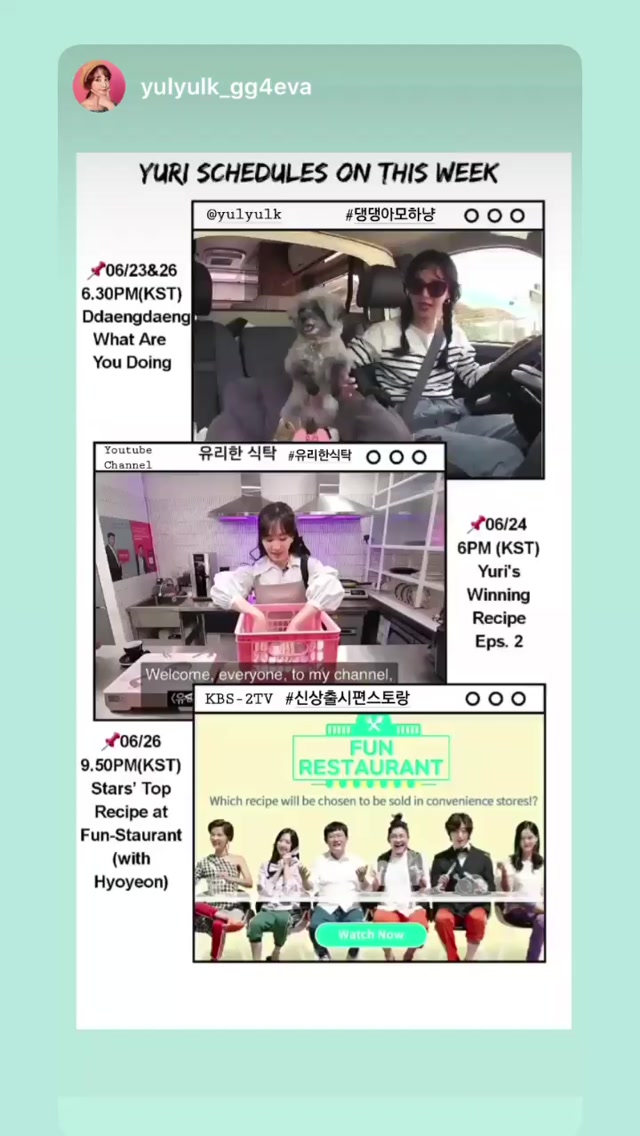 yulyulk_gg4eva
YURI SCHEDULES ON THIS WEEK
@yulyulk #댕댕아모하냥
📌06/23&26
6.30PM(KST)
Ddaengdaeng
What Are
You Doing
Youtube
Channel
유리한 식탁 #유리한식탁
📌06/24
6PM (KST)
Yuri's
Winning
Recipe
Eps. 2
Welcome, everyone, to my channel,
KBS-2TV #신상출시편스토랑
📌06/26
9.50PM(KST)
Stars' Top
Recipe at
Fun-Staurant
(with
Hyoyeon)
FUN
RESTAURANT
Which recipe will be chosen to be sold in convenience stores!?
Watch Now